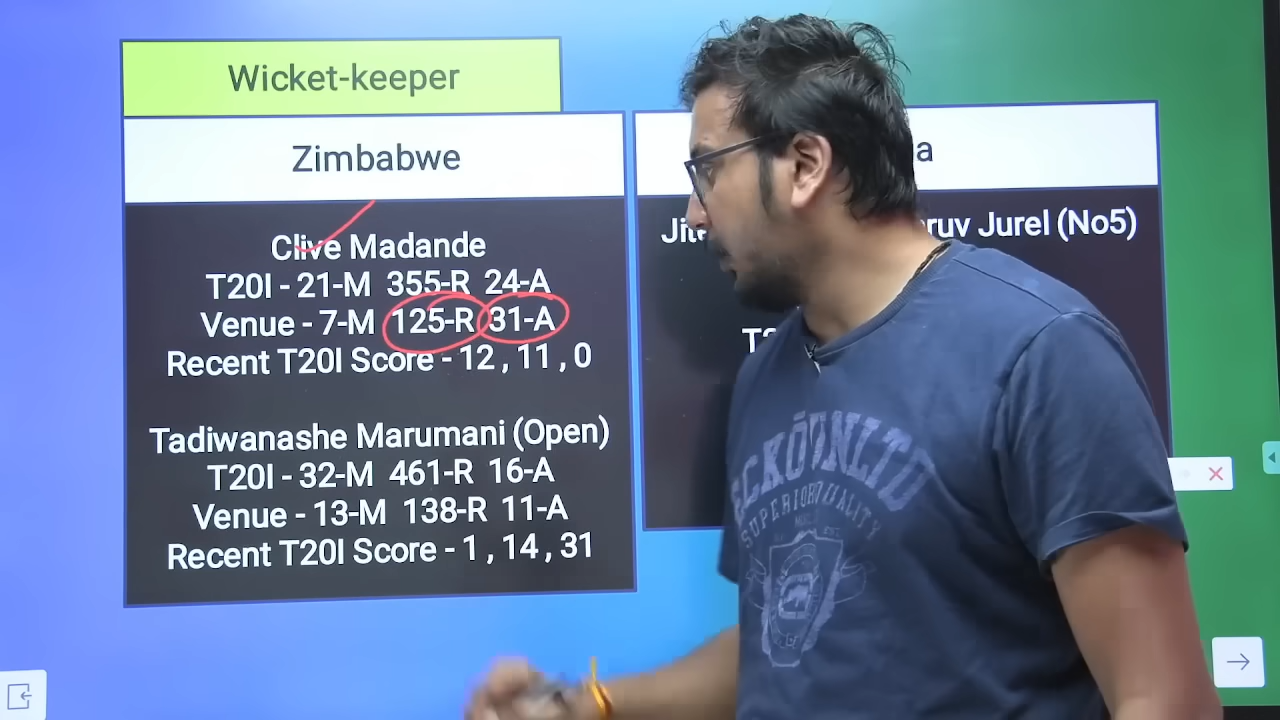 Wicket-keeper
Zimbabwe
Clive Madande
T20I - 21-M 355-R 24-A
Venue - 7-M 125-R 31-A
Recent T20I Score - 12 , 11 , 0
Tadiwanashe Marumani (Open)
T20I - 32-M 461-R 16-A
Venue - 13-M 138-R 11-A
Recent T20I Score - 1 , 14 , 31
Jurel (No5)
SUPERIOR QUALITY